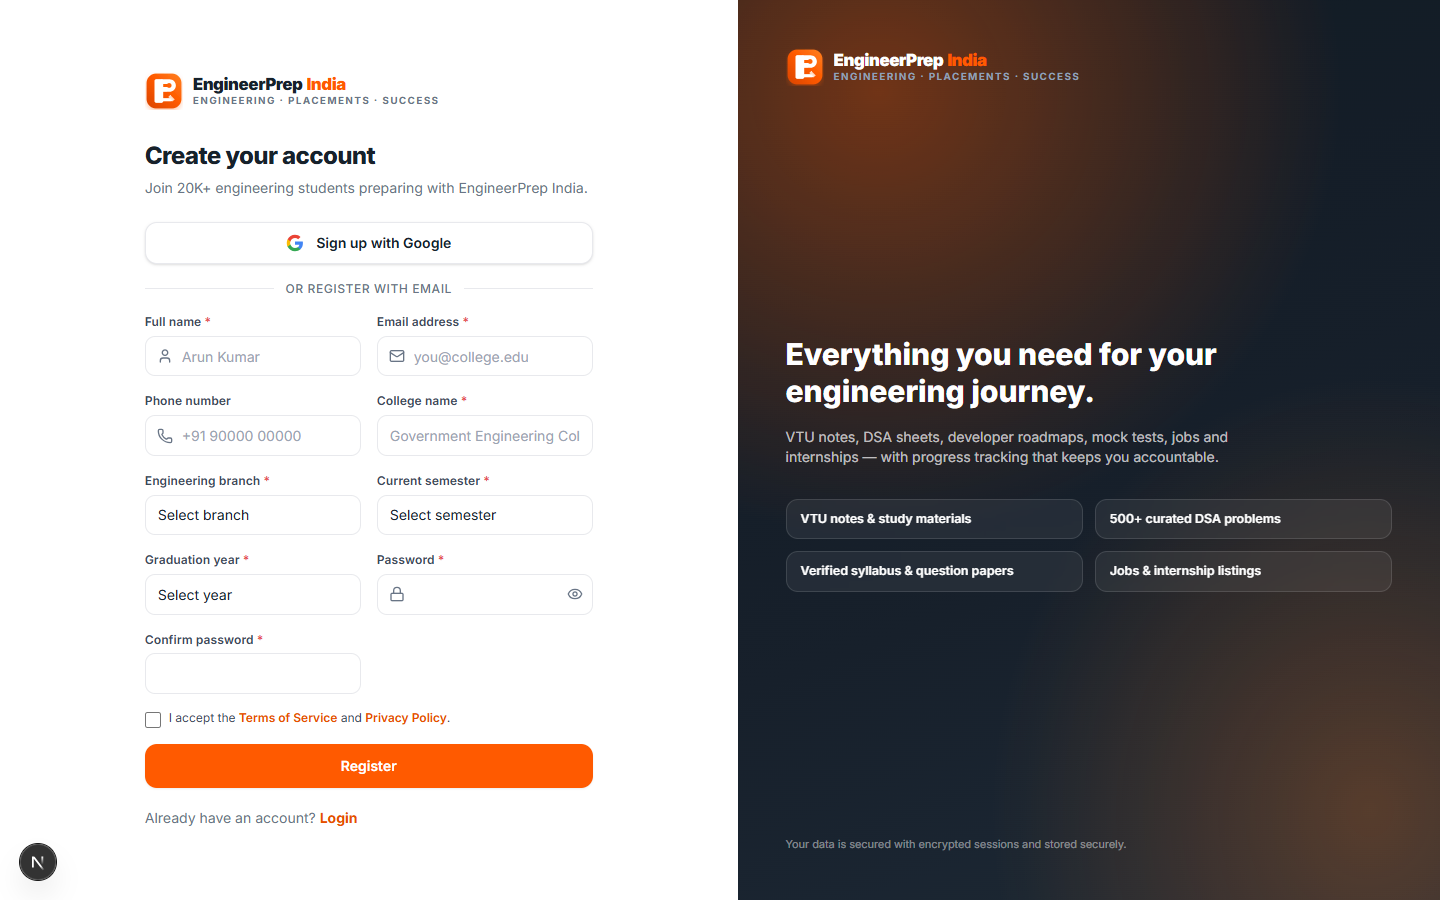 EngineerPrep India
ENGINEERING · PLACEMENTS · SUCCESS
Create your account
Join 20K+ engineering students preparing with EngineerPrep India.
Sign up with Google
OR REGISTER WITH EMAIL
Full name *
Email address *
Arun Kumar
you@college.edu
Phone number
College name *
+91 90000 00000
Government Engineering Col
Engineering branch *
Current semester *
Select branch
Select semester
Graduation year *
Password *
Select year
Confirm password *
I accept the Terms of Service and Privacy Policy.
Register
Already have an account? Login
N
EngineerPrep India
ENGINEERING · PLACEMENTS · SUCCESS
Everything you need for your
engineering journey.
VTU notes, DSA sheets, developer roadmaps, mock tests, jobs and
internships — with progress tracking that keeps you accountable.
VTU notes & study materials
500+ curated DSA problems
Verified syllabus & question papers
Jobs & internship listings
Your data is secured with encrypted sessions and stored securely.